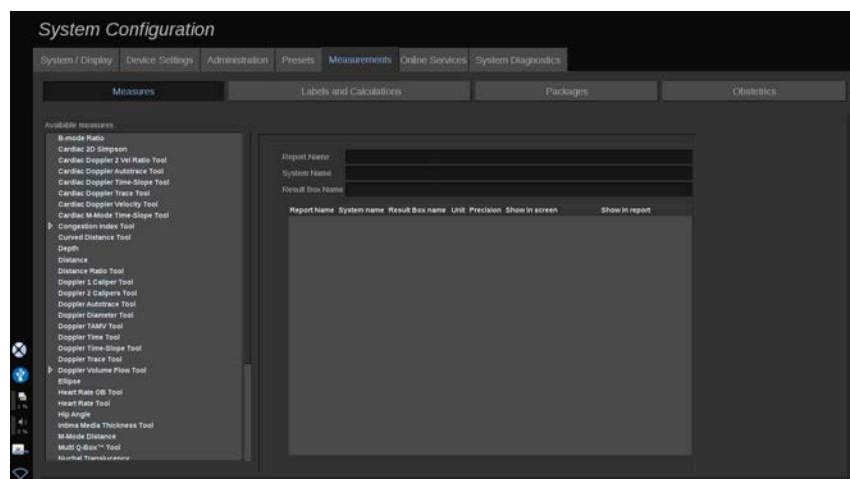 System Configuration
System / Display Device Settings Administration Presets Measurements Online Services System Diagnostics
Measures Labels and Calculations Packages Obstetrics
Available measures
B-mode Ratio
Cardiac 2D Simpson
Cardiac Doppler 2 Vel Ratio Tool
Cardiac Doppler Autotrace Tool
Cardiac Doppler Time-Slope Tool
Cardiac Doppler Trace Tool
Cardiac Doppler Velocity Tool
Cardiac M-Mode Time-Slope Tool
Congestion Index Tool
Curved Distance Tool
Depth
Distance
Distance Ratio Tool
Doppler 1 Caliper Tool
Doppler 2 Calipers Tool
Doppler Autotrace Tool
Doppler Diameter Tool
Doppler TAMV Tool
Doppler Time Tool
Doppler Time-Slope Tool
Doppler Trace Tool
Doppler Volume Flow Tool
Ellipse
Heart Rate OB Tool
Heart Rate Tool
Hip Angle
Intima Media Thickness Tool
M-Mode Distance
Multi Q-Box™ Tool
Nuchal Translucency
Report Name
System Name
Result Box Name
Report Name System name Result Box name Unit Precision Show in screen Show in report